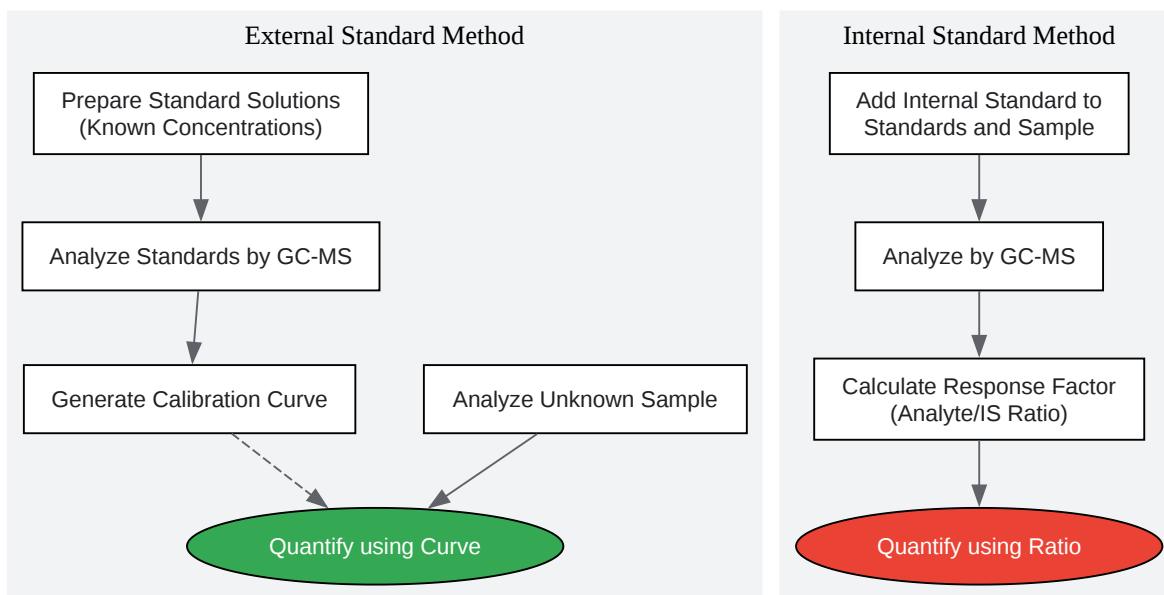 External Standard Method
Prepare Standard Solutions
(Known Concentrations)
Analyze Standards by GC-MS
Generate Calibration Curve
Analyze Unknown Sample
Quantify using Curve
Internal Standard Method
Add Internal Standard to
Standards and Sample
Analyze by GC-MS
Calculate Response Factor
(Analyte/IS Ratio)
Quantify using Ratio